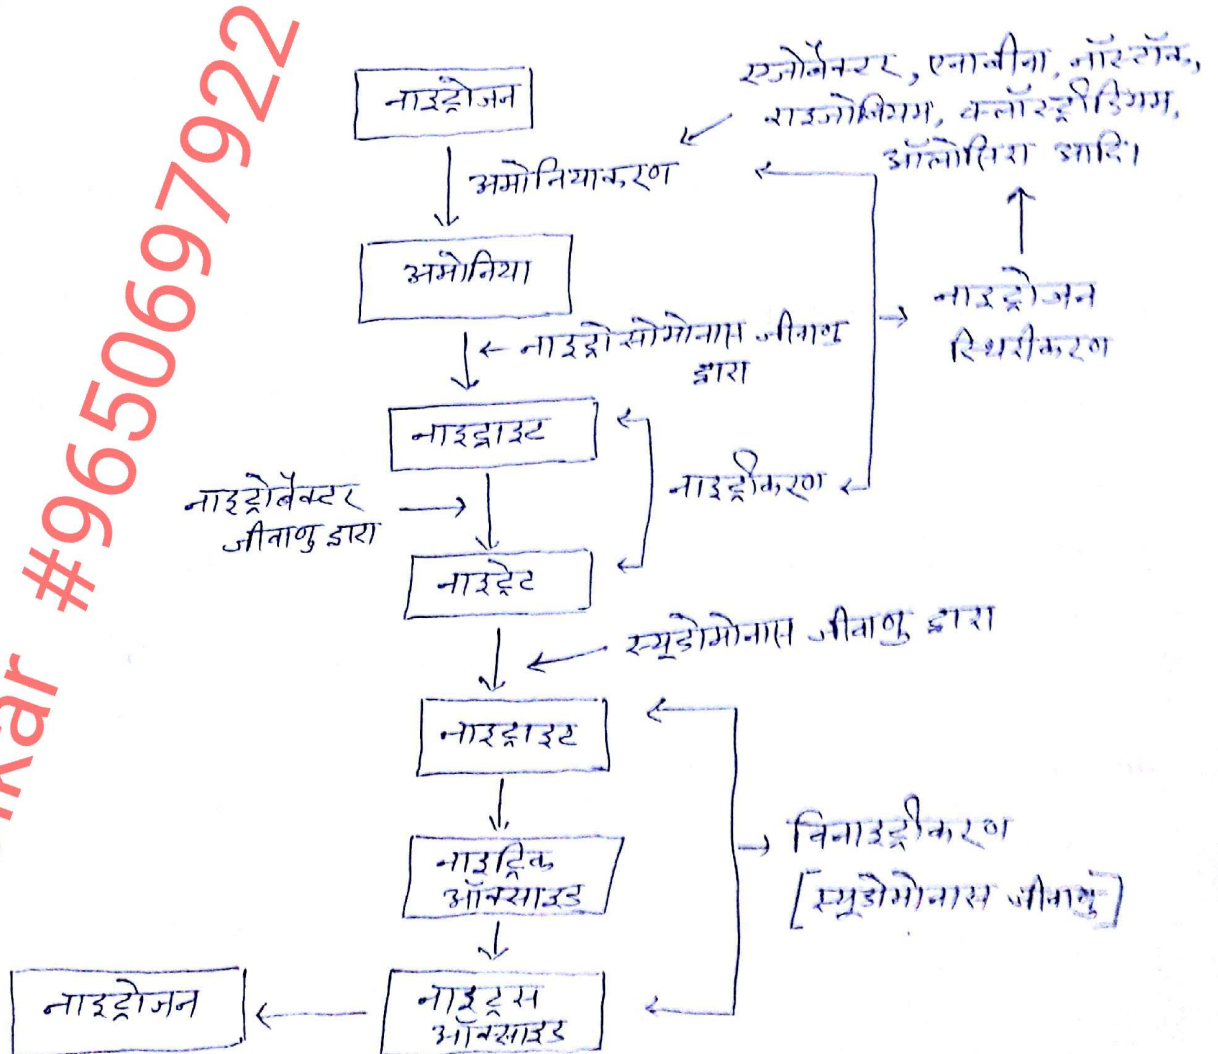 नाइट्रोजन
एजोबैक्टर, एनाबीना, नॉस्टॉक,
राइजोबियम, क्लॉस्ट्रीडियम,
ऑलोसिरा आदि।
अमोनियाकरण
अमोनिया
नाइट्रोजन
स्थिरीकरण
नाइट्रोसोमोनास जीवाणु
द्वारा
नाइट्राइट
नाइट्रीकरण
नाइट्रोबैक्टर
जीवाणु द्वारा
नाइट्रेट
स्यूडोमोनास जीवाणु द्वारा
नाइट्राइट
नाइट्रिक
ऑक्साइड
विनाइट्रीकरण
[स्यूडोमोनास जीवाणु]
नाइट्रस
ऑक्साइड
नाइट्रोजन
#9650697922